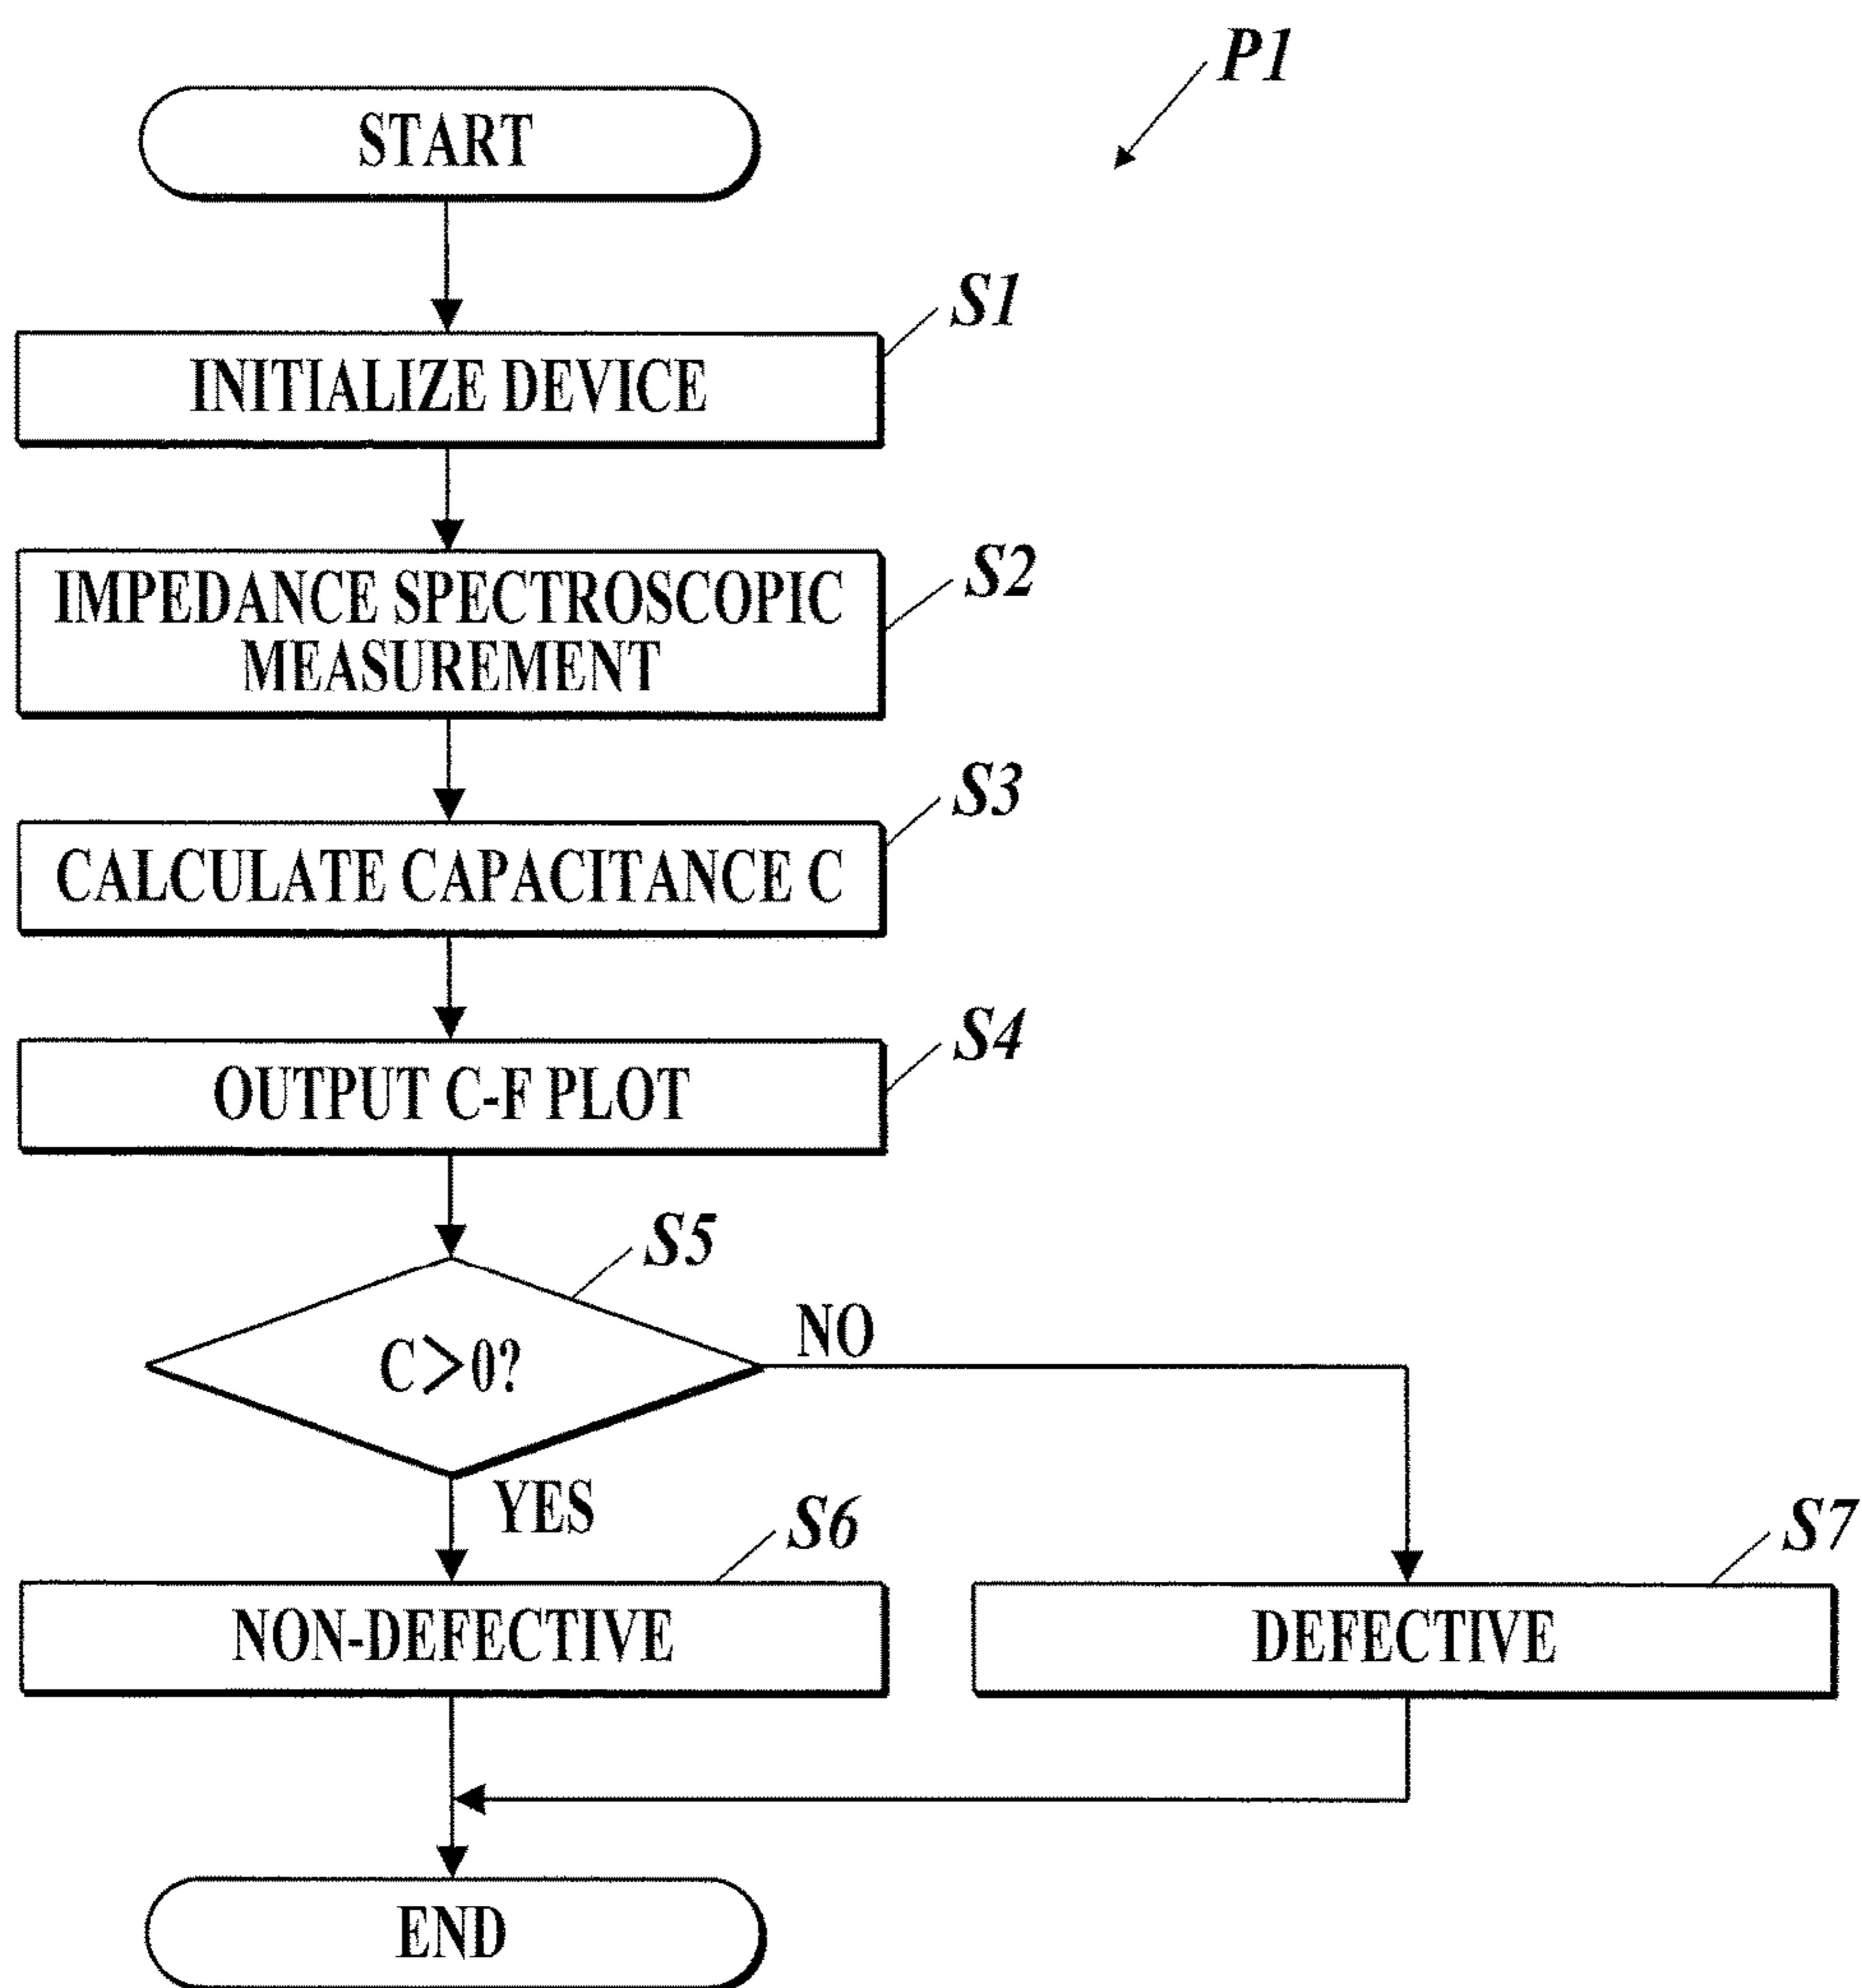 P1
START
S1
INITIALIZE DEVICE
S2
IMPEDANCE SPECTROSCOPIC
MEASUREMENT
S3
CALCULATE CAPACITANCE C
S4
OUTPUT C-F PLOT
S5
C>0?
NO
YES
S6
NON-DEFECTIVE
S7
DEFECTIVE
END